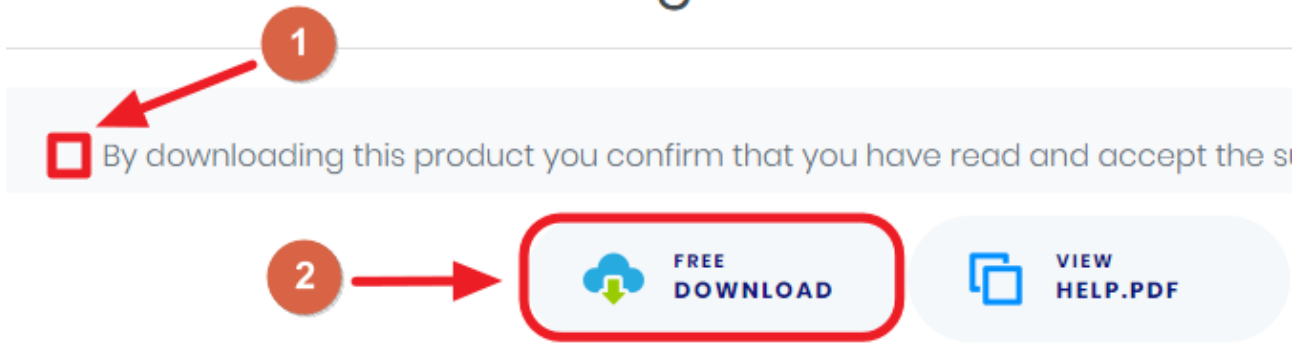 1
By downloading this product you confirm that you have read and accept the
2
FREE
DOWNLOAD
VIEW
HELP.PDF